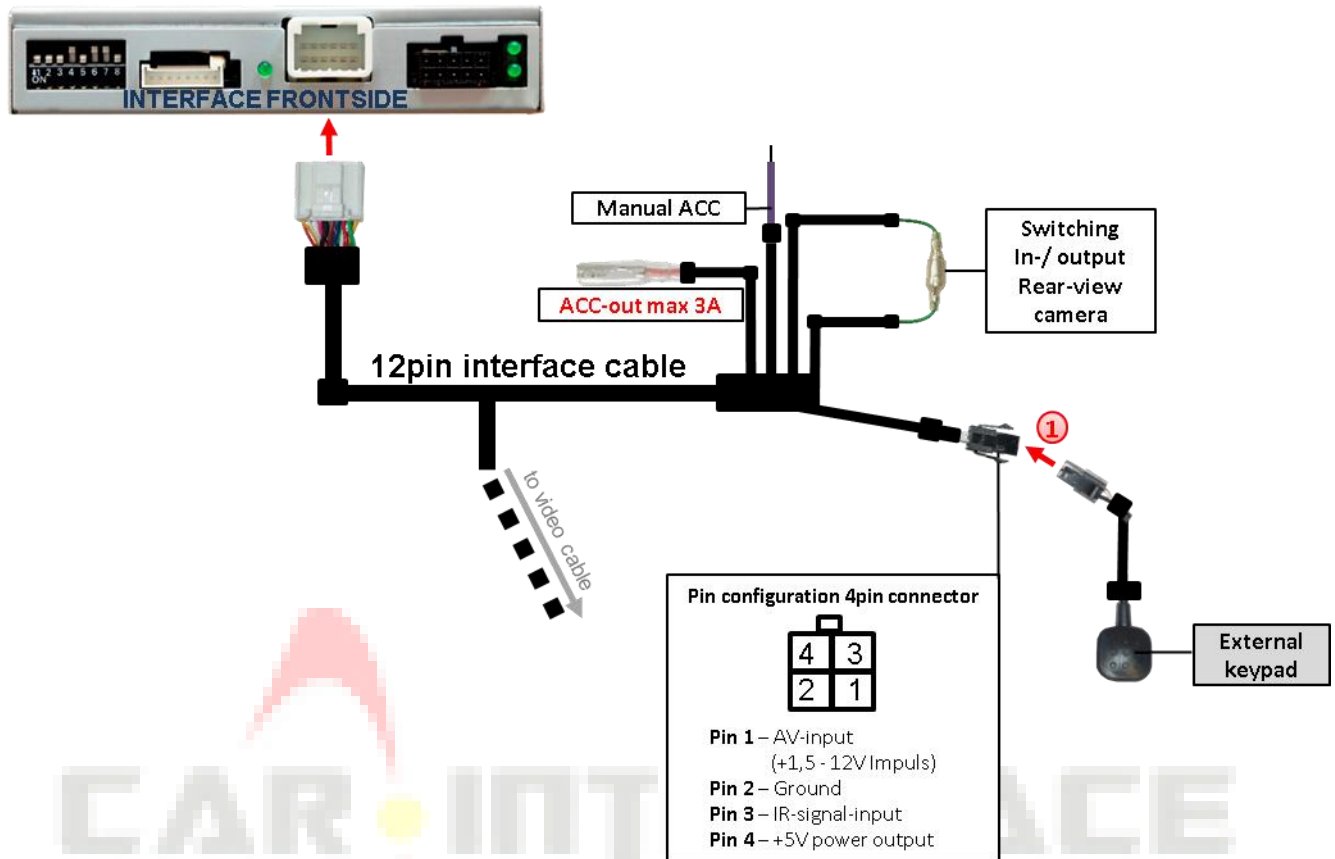 1 2 3 4 5 6 7 8
ON
INTERFACE FRONTSIDE
Manual ACC
ACC-out max 3A
Switching
In-/ output
Rear-view
camera
12pin interface cable
1
to video cable
Pin configuration 4pin connector
4 3
2 1
Pin 1 – AV-input
(+1,5 - 12V Impuls)
Pin 2 – Ground
Pin 3 – IR-signal-input
Pin 4 – +5V power output
External
keypad
CAR INT ACE